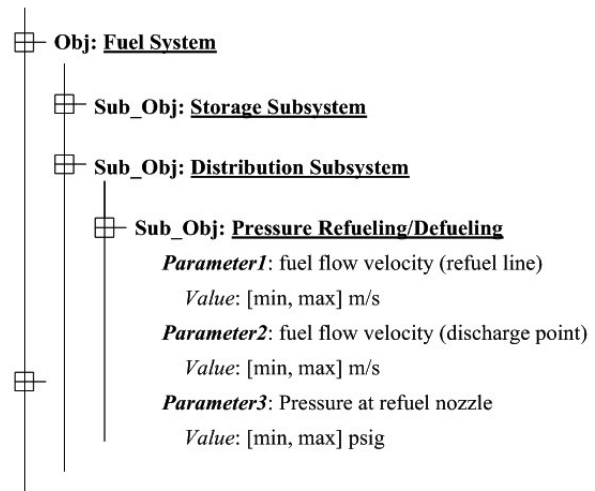 Obj: Fuel System
Sub_Obj: Storage Subsystem
Sub_Obj: Distribution Subsystem
Sub_Obj: Pressure Refueling/Defueling
Parameter1: fuel flow velocity (refuel line)
Value: [min, max] m/s
Parameter2: fuel flow velocity (discharge point)
Value: [min, max] m/s
Parameter3: Pressure at refuel nozzle
Value: [min, max] psig